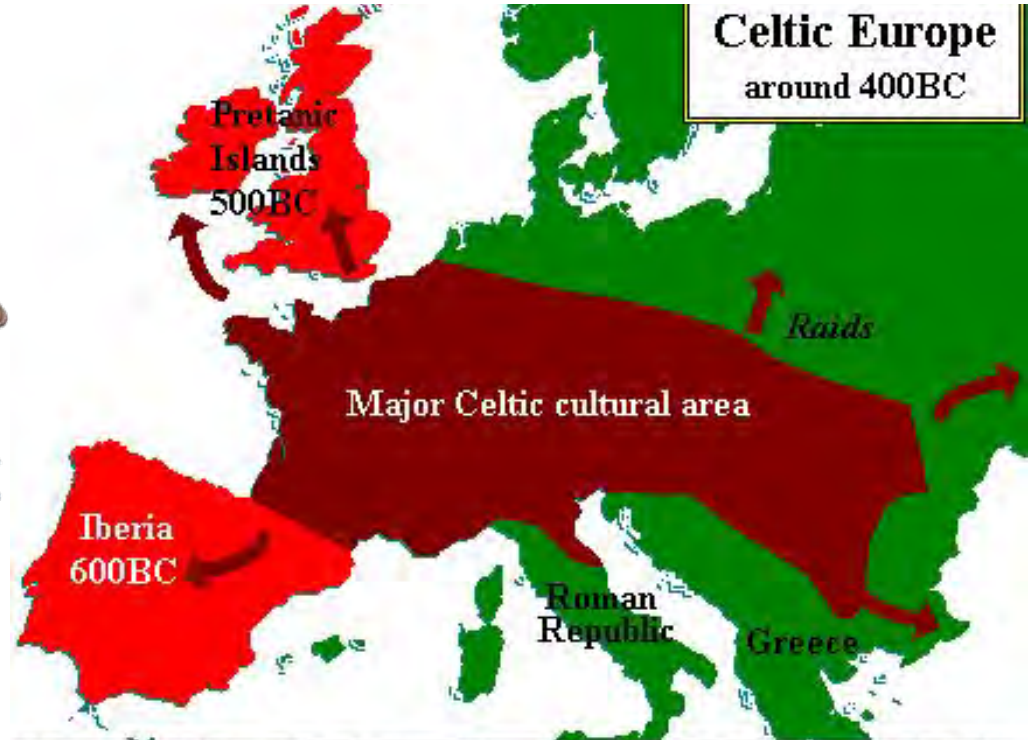 Celtic Europe
around 400BC
Pretanic
Islands
500BC
Raids
Major Celtic cultural area
Iberia
600BC
Roman
Republic
Greece